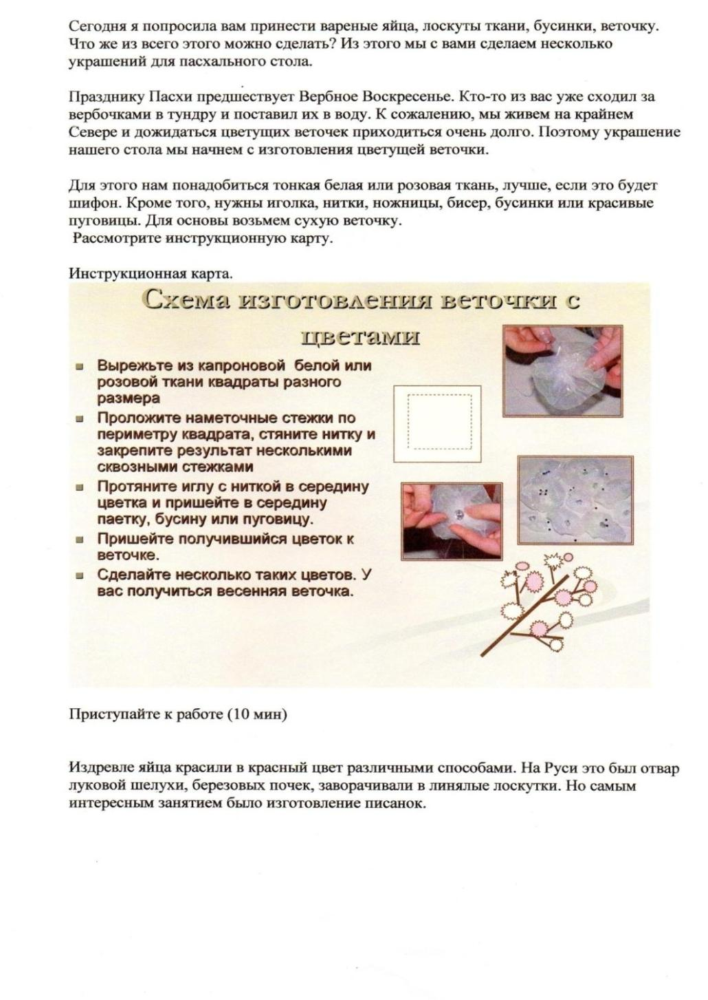 Сегодня я попросила вам принести вареные яйца, лоскуты ткани, бусинки, веточку.
Что же из всего этого можно сделать? Из этого мы с вами сделаем несколько
украшений для пасхального стола.
Празднику Пасхи предшествует Вербное Воскресенье. Кто-то из вас уже сходил за
вербочками в тундру и поставил их в воду. К сожалению, мы живем на крайнем
Севере и дожидаться цветущих веточек приходиться очень долго. Поэтому украшение
нашего стола мы начнем с изготовления цветущей веточки.
Для этого нам понадобиться тонкая белая или розовая ткань, лучше, если это будет
шифон. Кроме того, нужны иголка, нитки, ножницы, бисер, бусинки или красивые
пуговицы. Для основы возьмем сухую веточку.
Рассмотрите инструкционную карту.
Инструкционная карта.
Схема изготовления веточки с
цветами
Вырежьте из капроновой белой или
розовой ткани квадраты разного
размера
Проложите наметочные стежки по
периметру квадрата, стяните нитку и
закрепите результат несколькими
сквозными стежками
Протяните иглу с ниткой в середину
цветка и пришейте в середину
паетку, бусину или пуговицу.
Пришейте получившийся цветок к
веточке.
Сделайте несколько таких цветов. У
вас получиться весенняя веточка.
Приступайте к работе (10 мин)
Издревле яйца красили в красный цвет различными способами. На Руси это был отвар
луковой шелухи, березовых почек, заворачивали в линялые лоскутки. Но самым
интересным занятием было изготовление писанок.